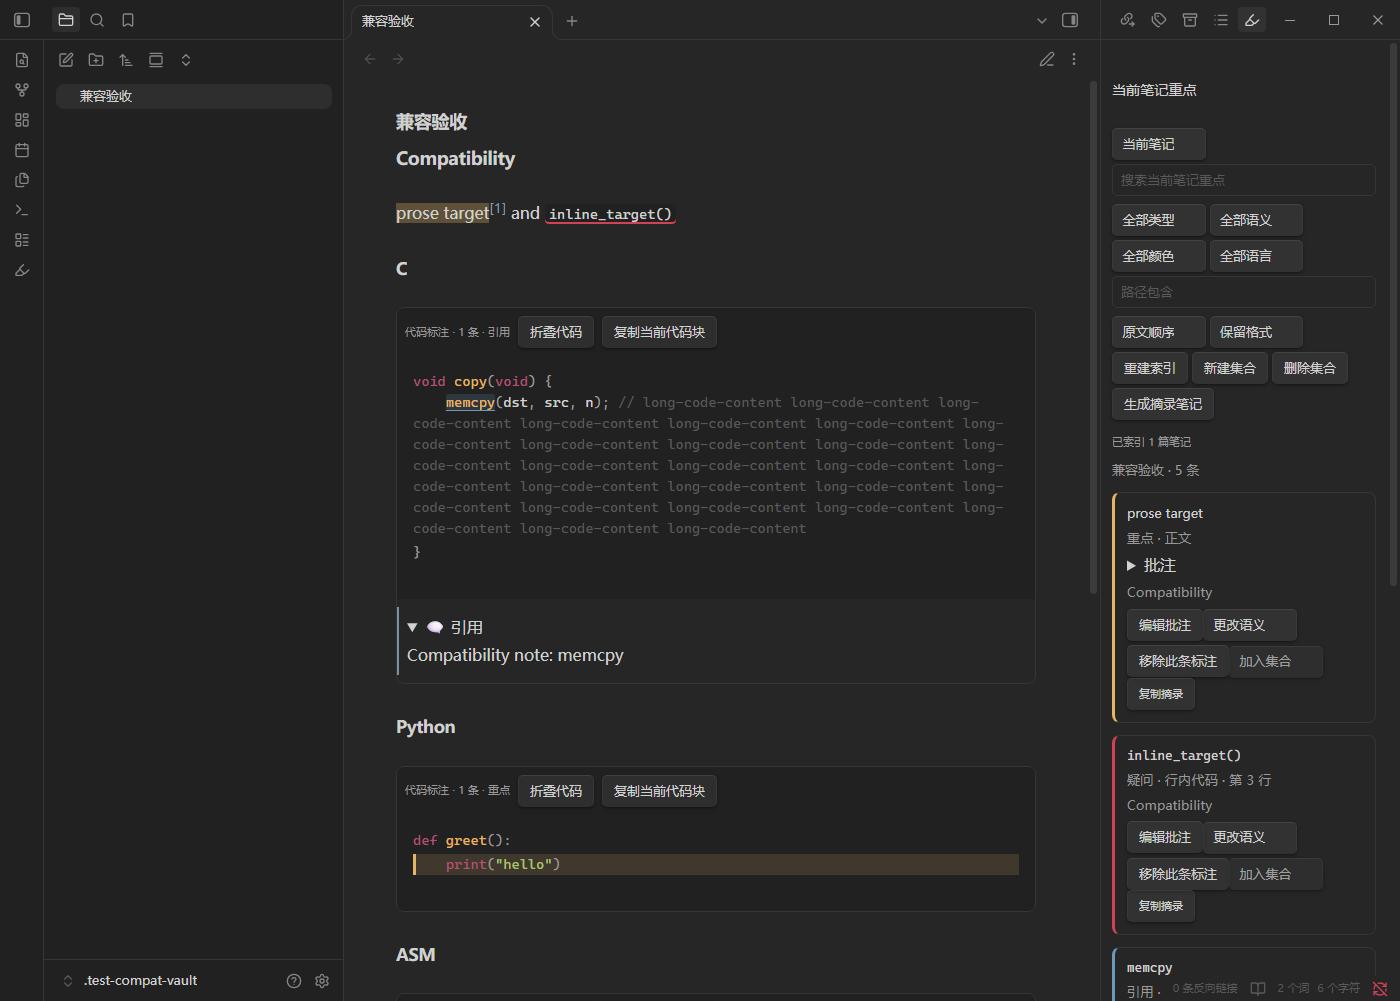 兼容验收
兼容验收
兼容验收
Compatibility
prose target[1] and inline_target()
C
代码标注 · 1 条 · 引用 折叠代码 复制当前代码块
void copy(void) {
    memcpy(dst, src, n); // long-code-content long-code-content long-
code-content long-code-content long-code-content long-code-content long-
code-content long-code-content long-code-content long-code-content long-
code-content long-code-content long-code-content long-code-content long-
code-content long-code-content long-code-content long-code-content long-
code-content long-code-content long-code-content long-code-content long-
code-content long-code-content long-code-content
}
引用
Compatibility note: memcpy
Python
代码标注 · 1 条 · 重点 折叠代码 复制当前代码块
def greet():
    print("hello")
ASM
.test-compat-vault
当前笔记重点
当前笔记
搜索当前笔记重点
全部类型 全部语义
全部颜色 全部语言
路径包含
原文顺序 保留格式
重建索引 新建集合 删除集合
生成摘录笔记
已索引 1 篇笔记
兼容验收 · 5 条
prose target
重点 · 正文
批注
Compatibility
编辑批注 更改语义
移除此条标注 加入集合
复制摘录
inline_target()
疑问 · 行内代码 · 第 3 行
Compatibility
编辑批注 更改语义
移除此条标注 加入集合
复制摘录
memcpy
引用 ·
0 条反向链接 2 个词 6 个字符